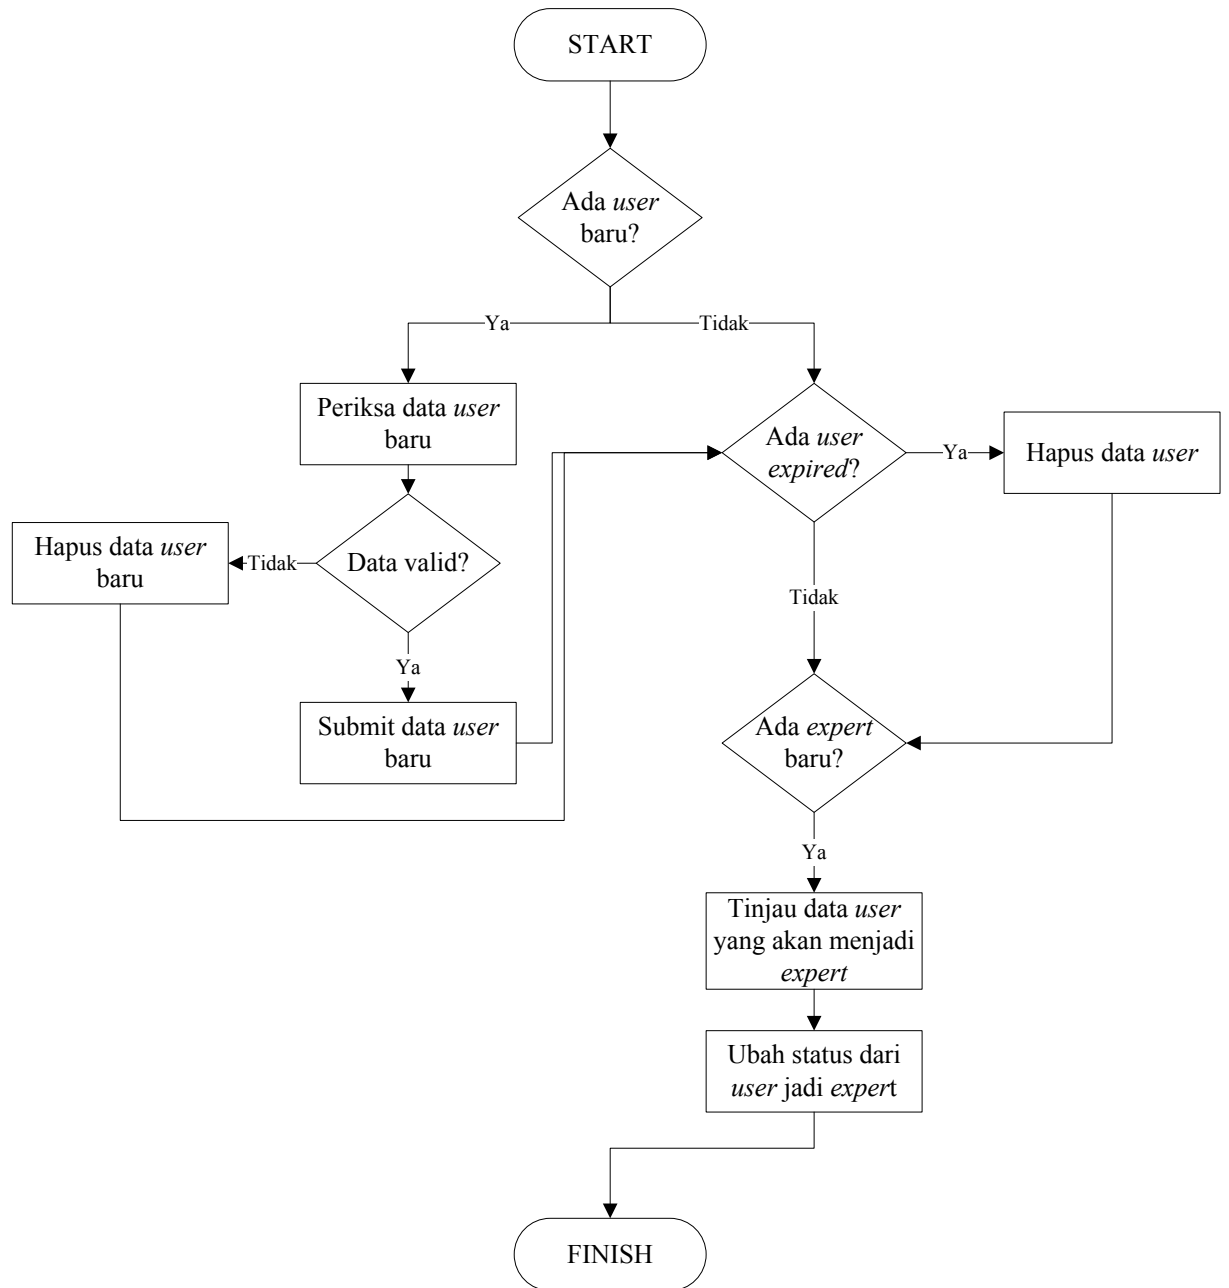 START
Ada user
baru?
Ya
Tidak
Periksa data user
baru
Ada user
expired?
Ya
Hapus data user
Hapus data user
baru
Tidak
Data valid?
Tidak
Ya
Submit data user
baru
Ada expert
baru?
Ya
Tinjau data user
yang akan menjadi
expert
Ubah status dari
user jadi expert
FINISH